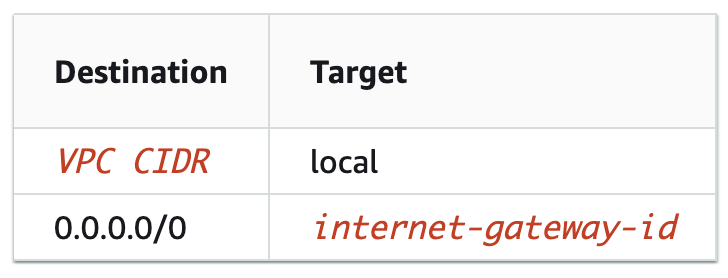 Destination Target
VPC CIDR local
0.0.0.0/0 internet-gateway-id